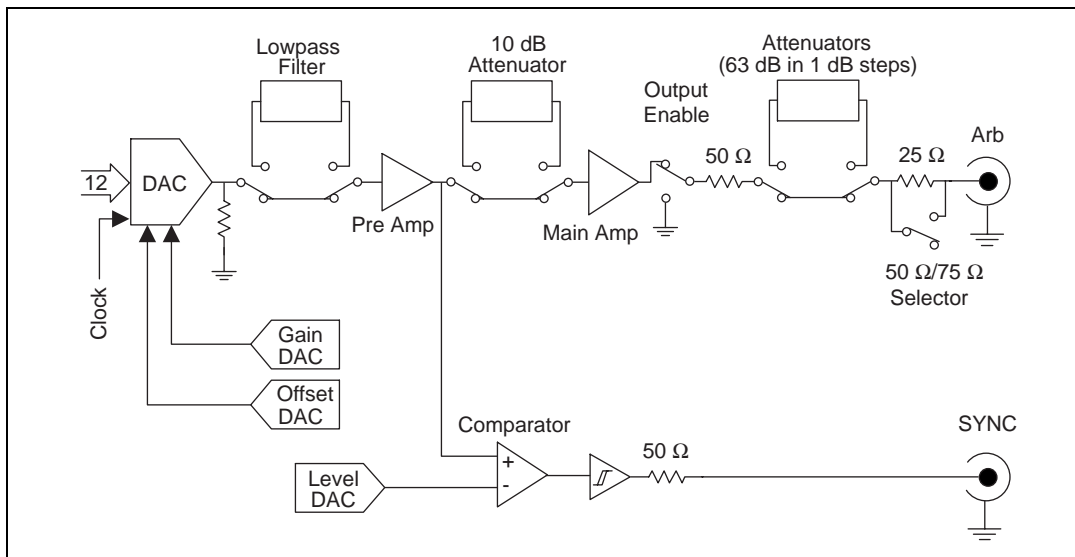 Lowpass
Filter
10 dB
Attenuator
Attenuators
(63 dB in 1 dB steps)
Output
Enable
Arb
50 Ω
25 Ω
12
DAC
Pre Amp
Main Amp
50 Ω/75 Ω
Selector
Clock
Gain
DAC
Offset
DAC
Comparator
SYNC
50 Ω
+
-
Level
DAC